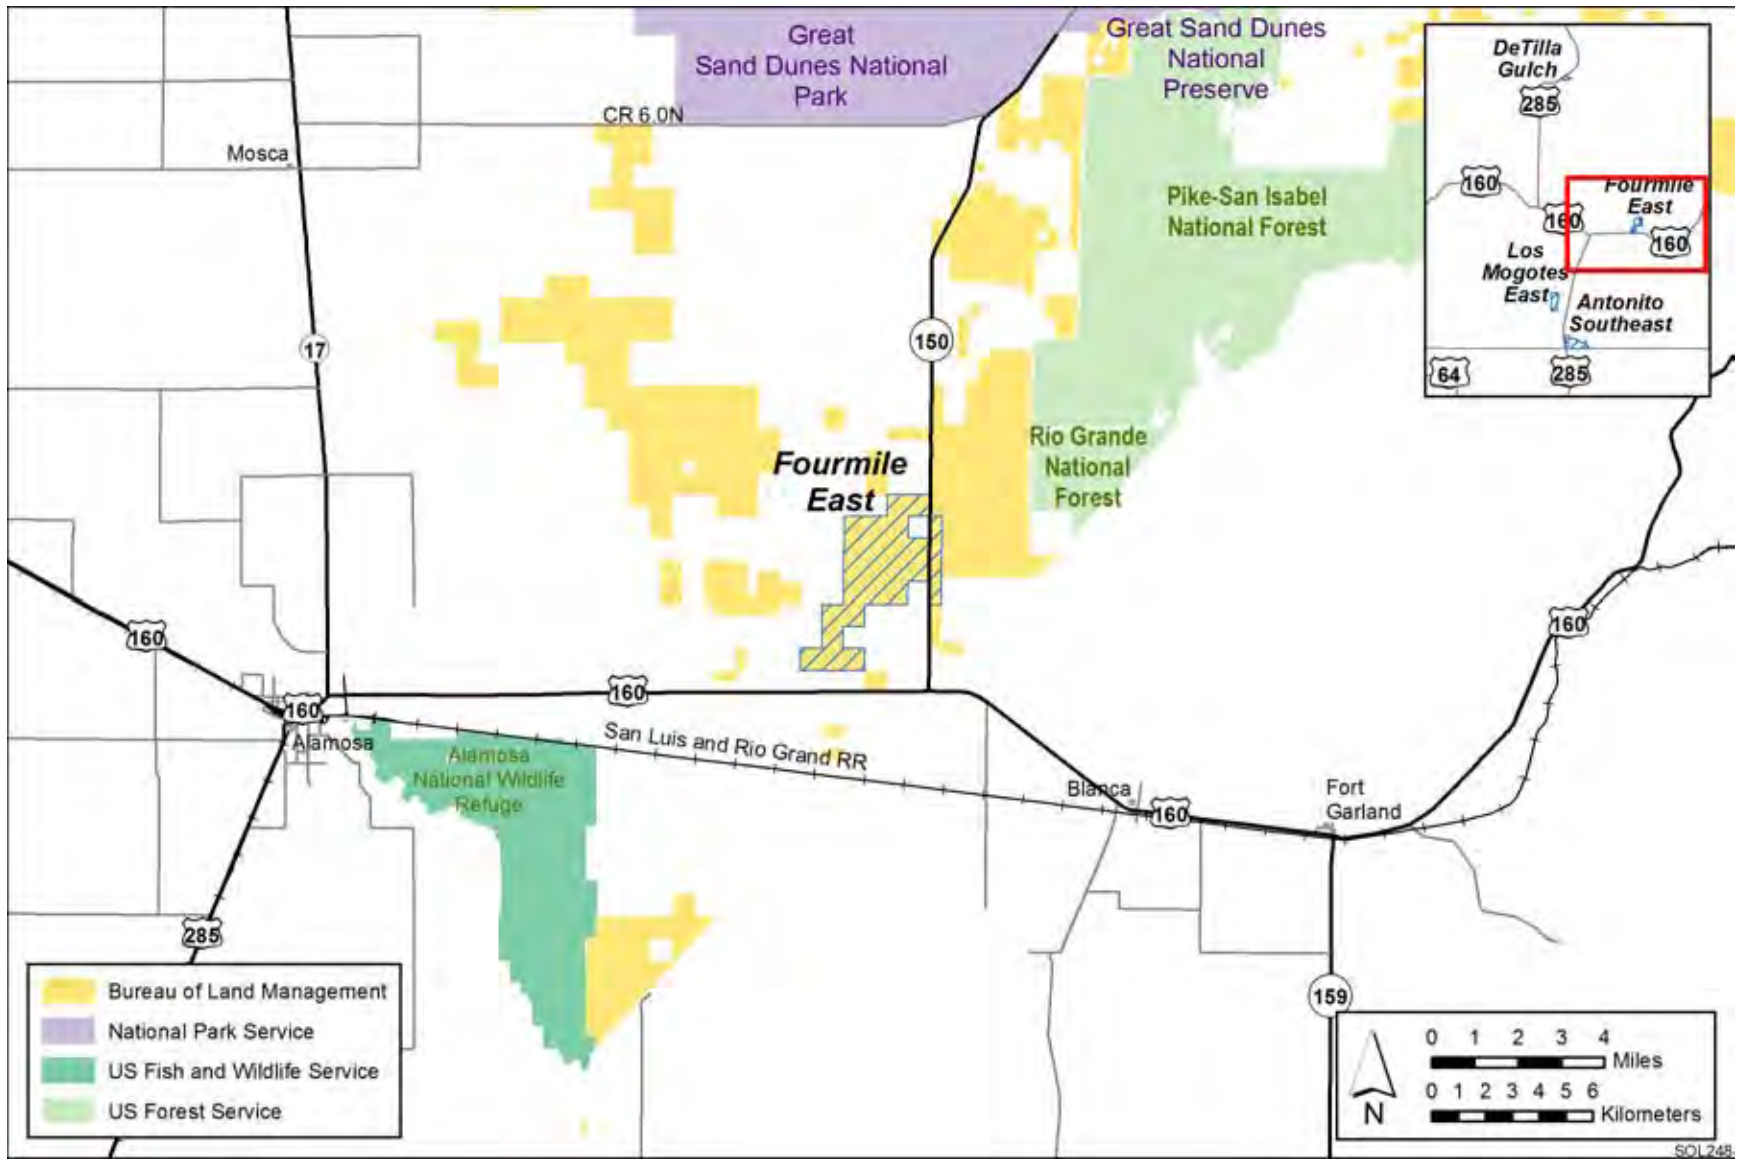 Great
Sand Dunes National
Park
Great Sand Dunes
National
Preserve
CR 6.0N
Mosca
Pike-San Isabel
National Forest
17
150
Rio Grande
National
Forest
Fourmile
East
160
160
160
Alamosa
San Luis and Rio Grand RR
Alamosa
National Wildlife
Refuge
Blanca
160
Fort
Garland
160
285
159
DeTilla
Gulch
285
160
Fourmile
East
160
160
Los
Mogotes
East
Antonito
Southeast
64
285
Bureau of Land Management
National Park Service
US Fish and Wildlife Service
US Forest Service
N
0 1 2 3 4
Miles
0 1 2 3 4 5 6
Kilometers
SOL248